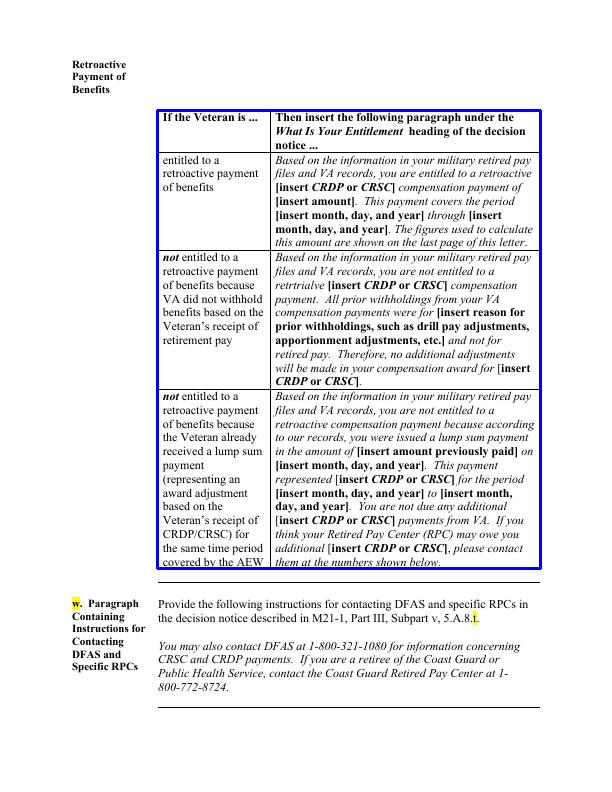 Retroactive
Payment of
Benefits
If the Veteran is ...
Then insert the following paragraph under the
What Is Your Entitlement heading of the decision
notice ...
entitled to a
retroactive payment
of benefits
Based on the information in your military retired pay
files and VA records, you are entitled to a retroactive
[insert CRDP or CRSC] compensation payment of
[insert amount]. This payment covers the period
[insert month, day, and year] through [insert
month, day, and year]. The figures used to calculate
this amount are shown on the last page of this letter.
not entitled to a
retroactive payment
of benefits because
VA did not withhold
benefits based on the
Veteran's receipt of
retirement pay
Based on the information in your military retired pay
files and VA records, you are not entitled to a
retrtrialve [insert CRDP or CRSC] compensation
payment. All prior withholdings from your VA
compensation payments were for [insert reason for
prior withholdings, such as drill pay adjustments,
apportionment adjustments, etc.] and not for
retired pay. Therefore, no additional adjustments
will be made in your compensation award for [insert
CRDP or CRSC].
not entitled to a
retroactive payment
of benefits because
the Veteran already
received a lump sum
payment
(representing an
award adjustment
based on the
Veteran's receipt of
CRDP/CRSC) for
the same time period
covered by the AEW
Based on the information in your military retired pay
files and VA records, you are not entitled to a
retroactive compensation payment because according
to our records, you were issued a lump sum payment
in the amount of [insert amount previously paid] on
[insert month, day, and year]. This payment
represented [insert CRDP or CRSC] for the period
[insert month, day, and year] to [insert month,
day, and year]. You are not due any additional
[insert CRDP or CRSC] payments from VA. If you
think your Retired Pay Center (RPC) may owe you
additional [insert CRDP or CRSC], please contact
them at the numbers shown below.
w. Paragraph
Containing
Instructions for
Contacting
DFAS and
Specific RPCs
Provide the following instructions for contacting DFAS and specific RPCs in
the decision notice described in M21-1, Part III, Subpart v, 5.A.8.t.
You may also contact DFAS at 1-800-321-1080 for information concerning
CRSC and CRDP payments. If you are a retiree of the Coast Guard or
Public Health Service, contact the Coast Guard Retired Pay Center at 1-
800-772-8724.